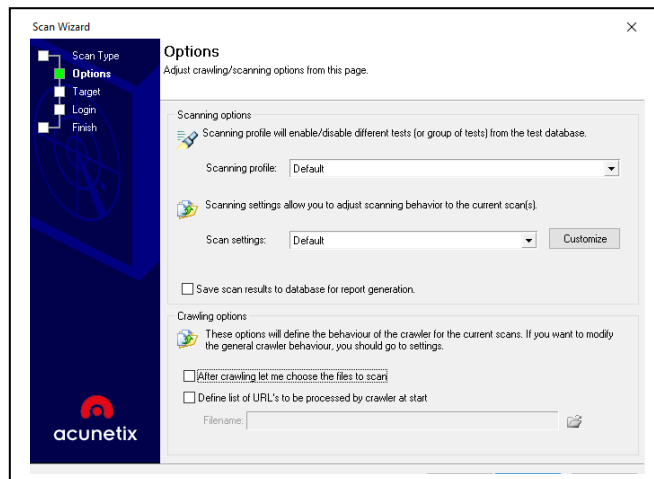 Scan Wizard
Scan Type
Options
Target
Login
Finish
Options
Adjust crawling/scanning options from this page.
Scanning options
Scanning profile will enable/disable different tests (or group of tests) from the test database.
Scanning profile: Default
Scanning settings allow you to adjust scanning behavior to the current scan(s).
Scan settings: Default Customize
Save scan results to database for report generation.
Crawling options
These options will define the behaviour of the crawler for the current scans. If you want to modify
the general crawler behaviour, you should go to settings.
After crawling let me choose the files to scan
Define list of URL's to be processed by crawler at start
Filename:
acunetix